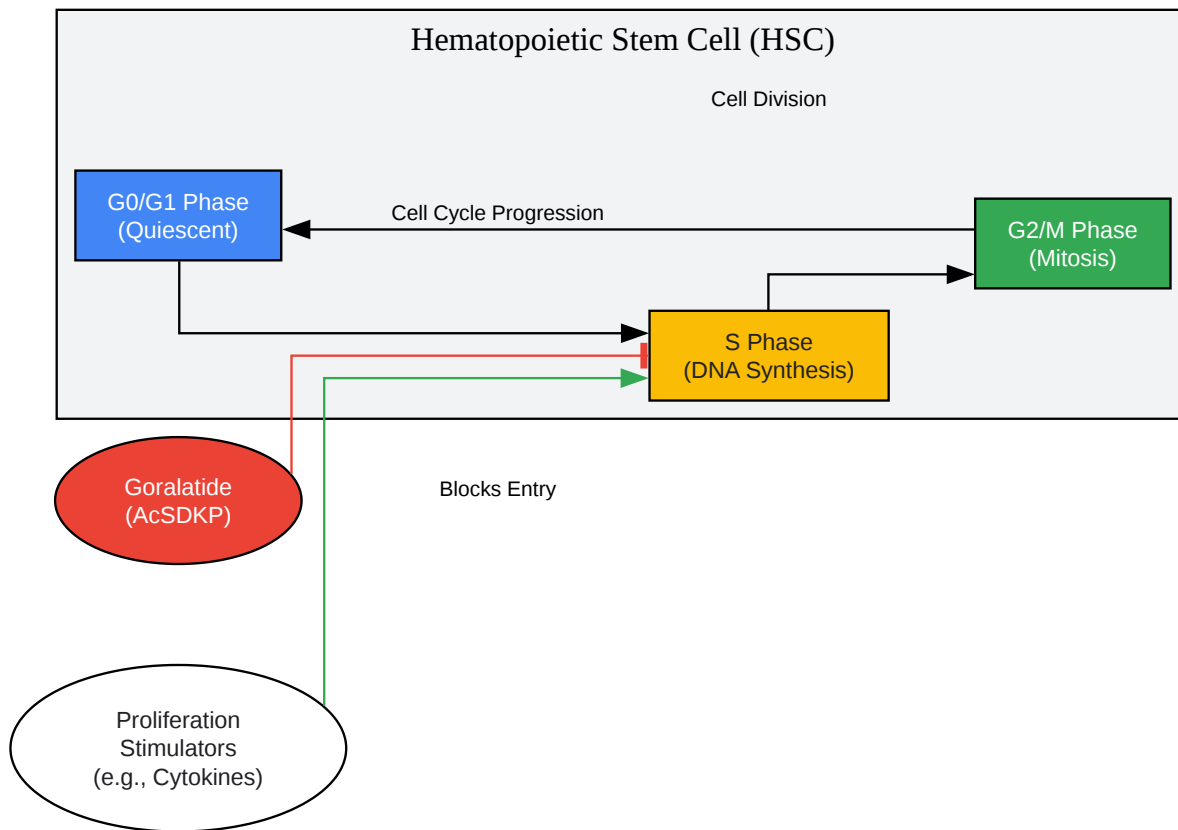 Hematopoietic Stem Cell (HSC)
Cell Division
G0/G1 Phase
(Quiescent)
Cell Cycle Progression
G2/M Phase
(Mitosis)
S Phase
(DNA Synthesis)
Goralatide
(AcSDKP)
Blocks Entry
Proliferation
Stimulators
(e.g., Cytokines)